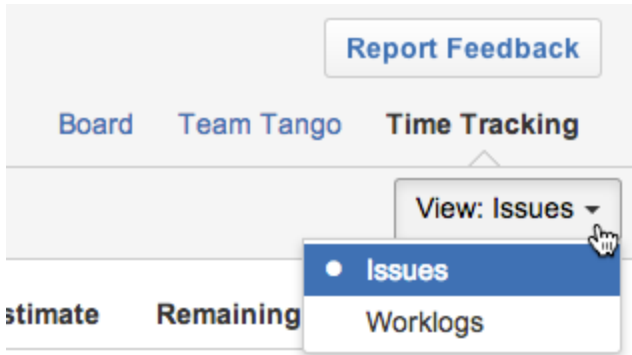 Report Feedback
Board Team Tango Time Tracking
View: Issues
Issues
stimate Remaining
Worklogs